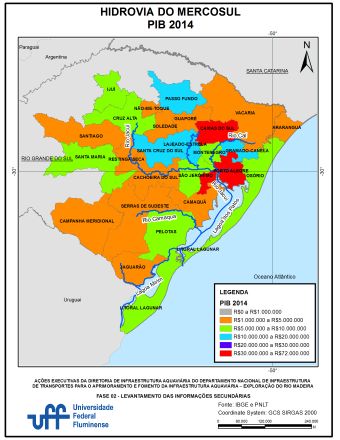 HIDROVIA DO MERCOSUL
PIB 2014
-50°
Paraguai
Argentina
SANTA CATARINA
IJUÍ
PASSO FUNDO
NÃO-ME-TOQUE
VACARIA
CRUZ ALTA
GUAPORÉ
SOLEDADE
ARARANGUÁ
CAXIAS DO SUL
SANTIAGO
Rio Jacuí
Rio Caí
LAJEADO-ESTRELA
GRAMADO-CANELA
SANTA CRUZ DO SUL
MONTENEGRO
RIO GRANDE DO SUL
SANTA MARIA
RESTINGA SECA
-30°
-30°
CACHOEIRA DO SUL
SÃO JERÔNIMO
PORTO ALEGRE
OSÓRIO
SERRAS DE SUDESTE
CAMAQUÃ
Lagoa dos Patos
CAMPANHA MERIDIONAL
Rio Camaquã
PELOTAS
LITORAL LAGUNAR
JAGUARÃO
Oceano Atlântico
Lagoa Mirim
Uruguai
LITORAL LAGUNAR
LEGENDA
PIB 2014
R$0 a R$1.000.000
R$1.000.000 a R$5.000.000
R$5.000.000 a R$10.000.000
R$10.000.000 a R$20.000.000
R$20.000.000 a R$30.000.000
R$30.000.000 a R$72.000.000
-50°
AÇÕES EXECUTIVAS DA DIRETORIA DE INFRAESTRUTURA AQUAVIÁRIA DO DEPARTAMENTO NACIONAL DE INFRAESTRUTURA
DE TRANSPORTES PARA O APRIMORAMENTO E FOMENTO DA INFRAESTRUTURA AQUAVIÁRIA – EXPLORAÇÃO DO RIO MADEIRA
FASE 02 - LEVANTAMENTO DAS INFORMAÇÕES SECUNDÁRIAS
uff
Universidade
Federal
Fluminense
Fonte: IBGE e PNLT
Coordinate System: GCS SIRGAS 2000
0
60.000
120.000
240.000